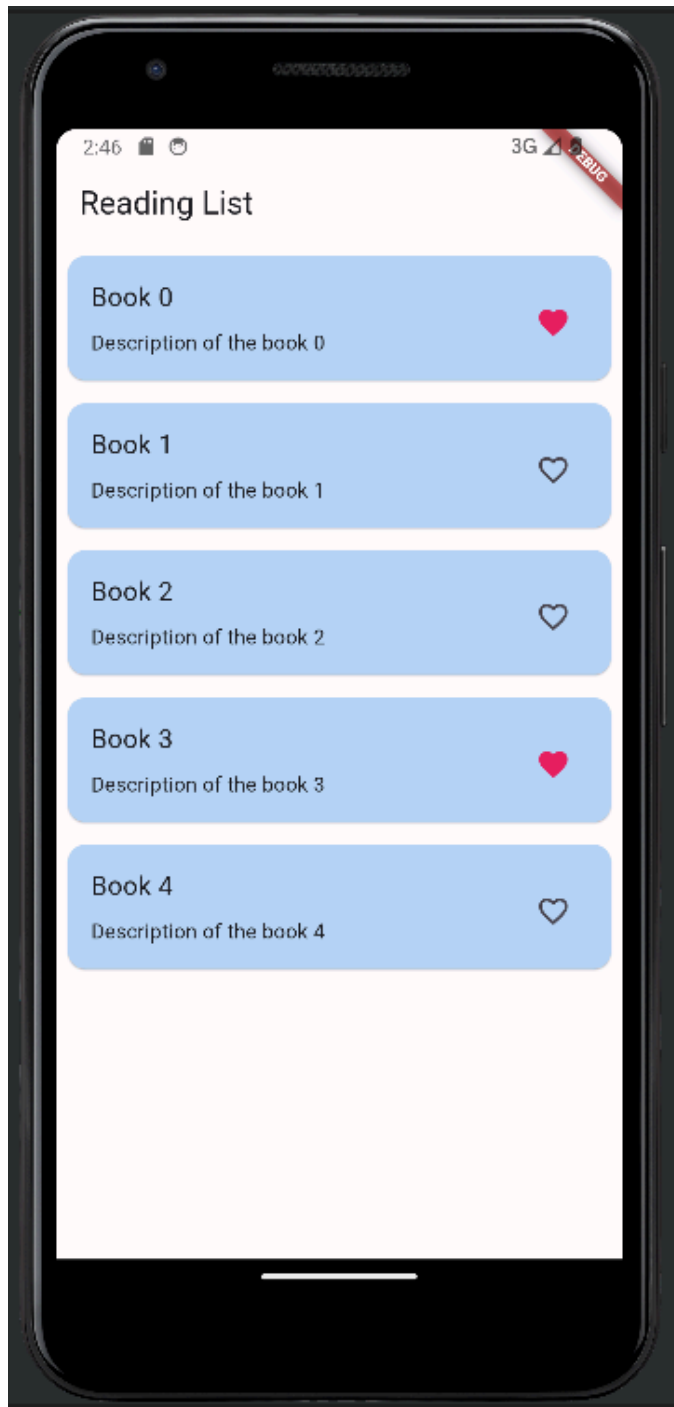 2:46
3G
DEBUG
Reading List
Book 0
Description of the book 0
Book 1
Description of the book 1
Book 2
Description of the book 2
Book 3
Description of the book 3
Book 4
Description of the book 4